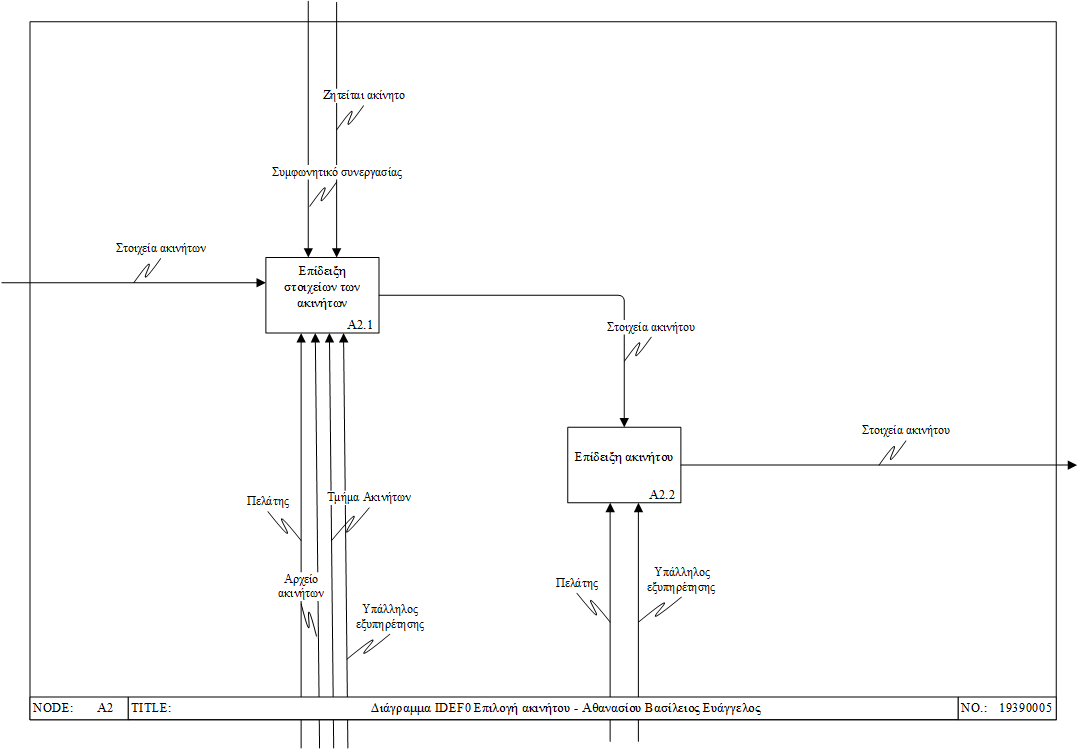 Ζητείται ακίνητο
Συμφωνητικό συνεργασίας
Στοιχεία ακινήτων
Επίδειξη
στοιχείων των
ακινήτων
A2.1
Στοιχεία ακινήτου
Επίδειξη ακινήτου
A2.2
Στοιχεία ακινήτου
Πελάτης
Τμήμα Ακινήτων
Αρχείο
ακινήτων
Υπάλληλος
εξυπηρέτησης
Πελάτης
Υπάλληλος
εξυπηρέτησης
NODE: A2 TITLE: Διάγραμμα IDEF0 Επιλογή ακινήτου - Αθανασίου Βασίλειος Ευάγγελος NO.: 19390005